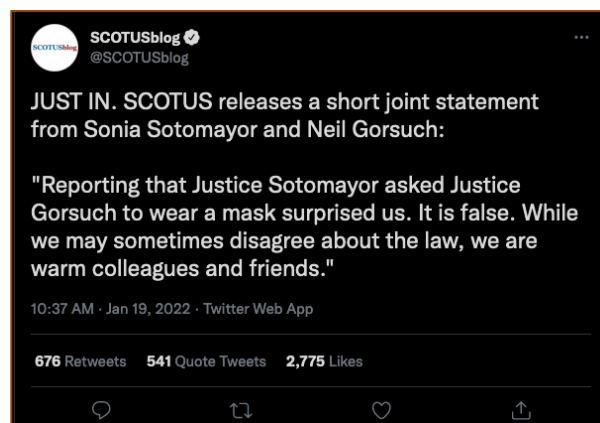 SCOTUSblog
SCOTUSblog
@SCOTUSblog
JUST IN. SCOTUS releases a short joint statement
from Sonia Sotomayor and Neil Gorsuch:
"Reporting that Justice Sotomayor asked Justice
Gorsuch to wear a mask surprised us. It is false. While
we may sometimes disagree about the law, we are
warm colleagues and friends."
10:37 AM · Jan 19, 2022 · Twitter Web App
676 Retweets 541 Quote Tweets 2,775 Likes